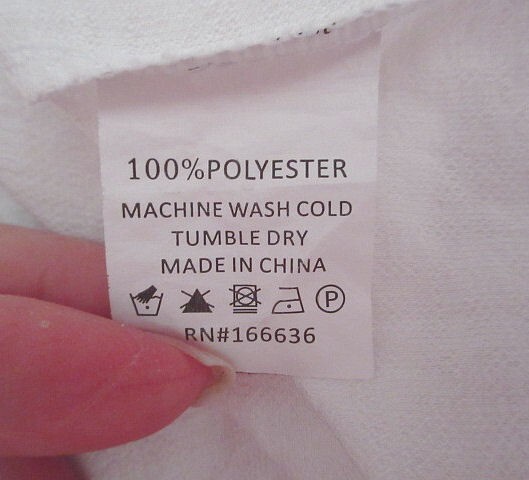 100%POLYESTER
MACHINE WASH COLD
TUMBLE DRY
MADE IN CHINA
P
RN#166636